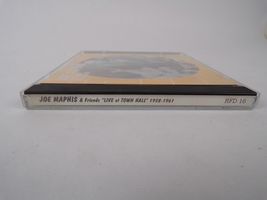 JOE MAPHIS & Friends "LIVE at TOWN HALL" 1958-1961 RFD 16